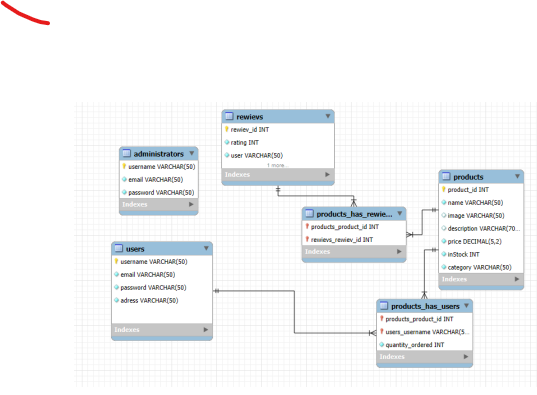 rewievs
rewiev_id INT
rating INT
user VARCHAR(50)
1 more...
Indexes
administrators
username VARCHAR(50)
email VARCHAR(50)
password VARCHAR(50)
Indexes
products
product_id INT
name VARCHAR(50)
image VARCHAR(50)
description VARCHAR(70...
price DECIMAL(5,2)
inStock INT
category VARCHAR(50)
Indexes
products_has_rewie...
products_product_id INT
rewievs_rewiev_id INT
Indexes
users
username VARCHAR(50)
email VARCHAR(50)
password VARCHAR(50)
adress VARCHAR(50)
Indexes
products_has_users
products_product_id INT
users_username VARCHAR(5...
quantity_ordered INT
Indexes